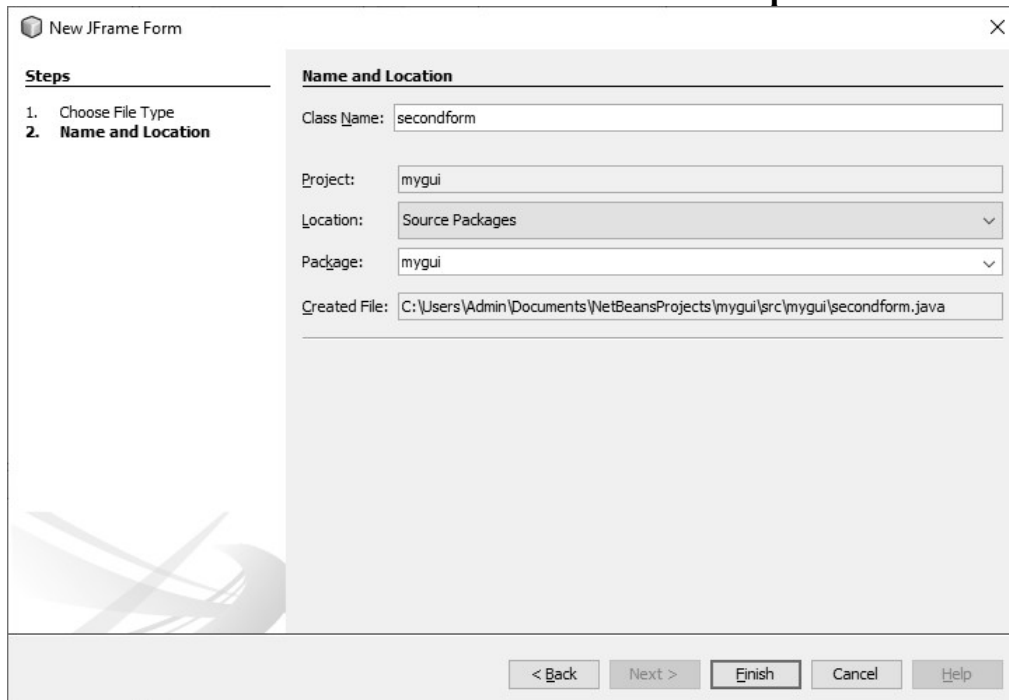 New JFrame Form
Steps
1. Choose File Type
2. Name and Location
Name and Location
Class Name: secondform
Project: mygui
Location: Source Packages
Package: mygui
Created File: C:\Users\Admin\Documents\NetBeansProjects\mygui\src\mygui\secondform.java
< Back Next > Finish Cancel Help